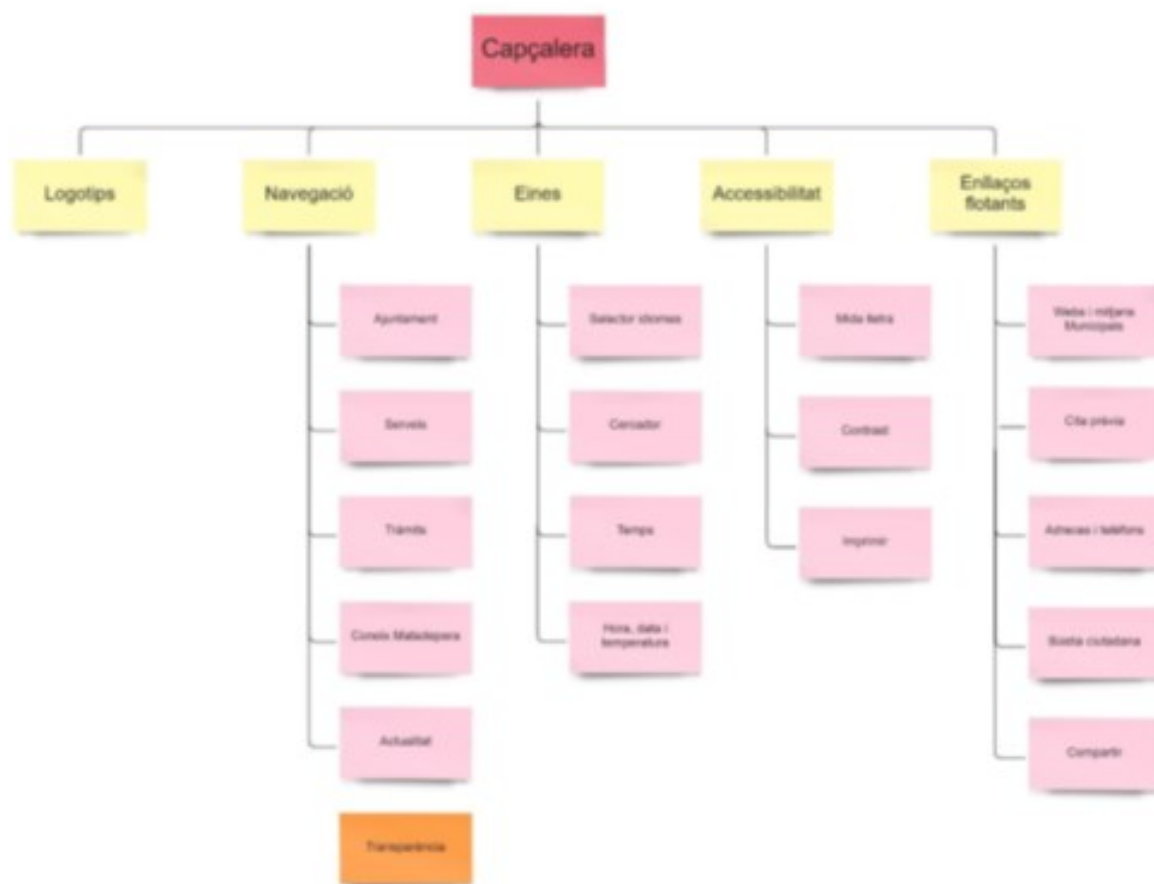 Capçalera
Logotips
Navegació
Eines
Accessibilitat
Enllaços
flotants
Ajuntament
Serveis
Tràmits
Coneix Matadepera
Actualitat
Transparència
Selector idiomes
Cercador
Temps
Hora, data i
temperatura
Mida lletra
Contrast
Imprimir
Webs i mitjans
Municipals
Cita prèvia
Adreces i telèfons
Bústia ciutadana
Compartir